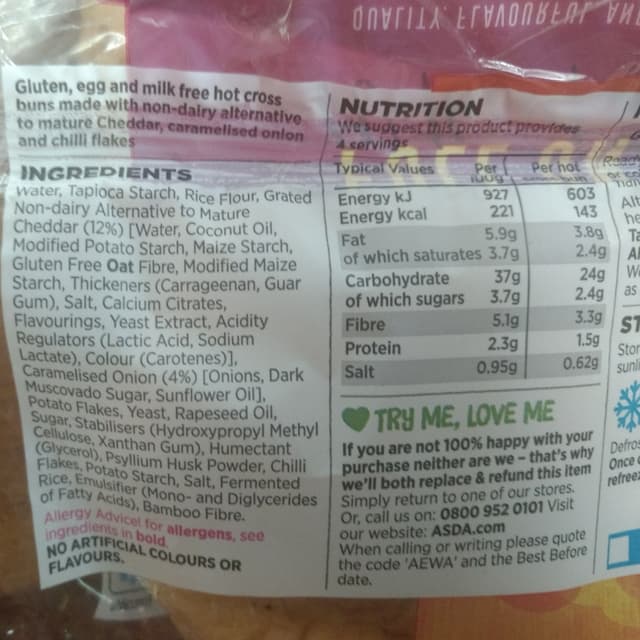 QUALITY, FLAVOURFUL AN
Gluten, egg and milk free hot cross
buns made with non-dairy alternative
to mature Cheddar, caramelised onion
and chilli flakes
INGREDIENTS
Water, Tapioca Starch, Rice Flour, Grated
Non-dairy Alternative to Mature
Cheddar (12%) [Water, Coconut Oil,
Modified Potato Starch, Maize Starch,
Gluten Free Oat Fibre, Modified Maize
Starch, Thickeners (Carrageenan, Guar
Gum), Salt, Calcium Citrates,
Flavourings, Yeast Extract, Acidity
Regulators (Lactic Acid, Sodium
Lactate), Colour (Carotenes)],
Caramelised Onion (4%) [Onions, Dark
Muscovado Sugar, Sunflower Oil],
Potato Flakes, Yeast, Rapeseed Oil,
Sugar, Stabilisers (Hydroxypropyl Methyl
Cellulose, Xanthan Gum), Humectant
(Glycerol), Psyllium Husk Powder, Chilli
Flakes, Potato Starch, Salt, Fermented
Rice, Emulsifier (Mono- and Diglycerides
of Fatty Acids), Bamboo Fibre.
Allergy Advice! for allergens, see
ingredients in bold.
NO ARTIFICIAL COLOURS OR
FLAVOURS.
NUTRITION
We suggest this product provides
4 servings
Typical Values Per 100g Per hot
Energy kJ 927 603
Energy kcal 221 143
Fat 5.9g 3.8g
of which saturates 3.7g 2.4g
Carbohydrate 37g 24g
of which sugars 3.7g 2.4g
Fibre 5.1g 3.3g
Protein 2.3g 1.5g
Salt 0.95g 0.62g
TRY ME, LOVE ME
If you are not 100% happy with your
purchase neither are we – that's why
we'll both replace & refund this item
Simply return to one of our stores.
Or, call us on: 0800 952 0101 Visit
our website: ASDA.com
When calling or writing please quote
the code 'AEWA' and the Best Before
date.